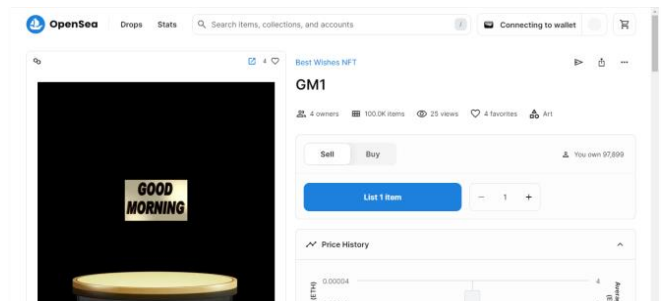 OpenSea
Drops Stats
Search items, collections, and accounts
/
Connecting to wallet
4
Best Wishes NFT
GM1
4 owners 100.0K items 25 views 4 favorites Art
Sell Buy
You own 97,899
List 1 item
− 1 +
GOOD
MORNING
Price History
0.00004
4
(ETH)